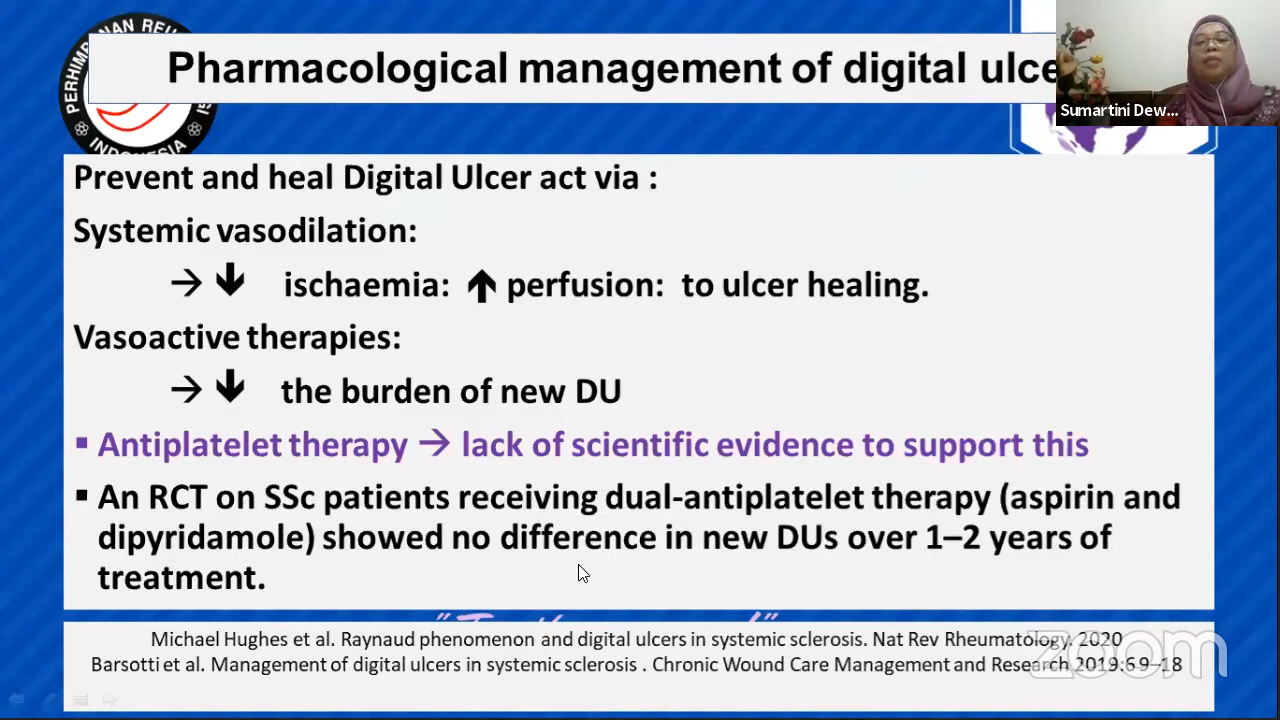 Pharmacological management of digital ulce
Sumartini Dew...
PERHIMP NAN REU
INDONESIA
Prevent and heal Digital Ulcer act via :
Systemic vasodilation:
→ ↓ ischaemia: ↑ perfusion: to ulcer healing.
Vasoactive therapies:
→ ↓ the burden of new DU
▪ Antiplatelet therapy → lack of scientific evidence to support this
▪ An RCT on SSc patients receiving dual-antiplatelet therapy (aspirin and
dipyridamole) showed no difference in new DUs over 1–2 years of
treatment.
Michael Hughes et al. Raynaud phenomenon and digital ulcers in systemic sclerosis. Nat Rev Rheumatology. 2020
Barsotti et al. Management of digital ulcers in systemic sclerosis . Chronic Wound Care Management and Research 2019:6 9–18
zoom